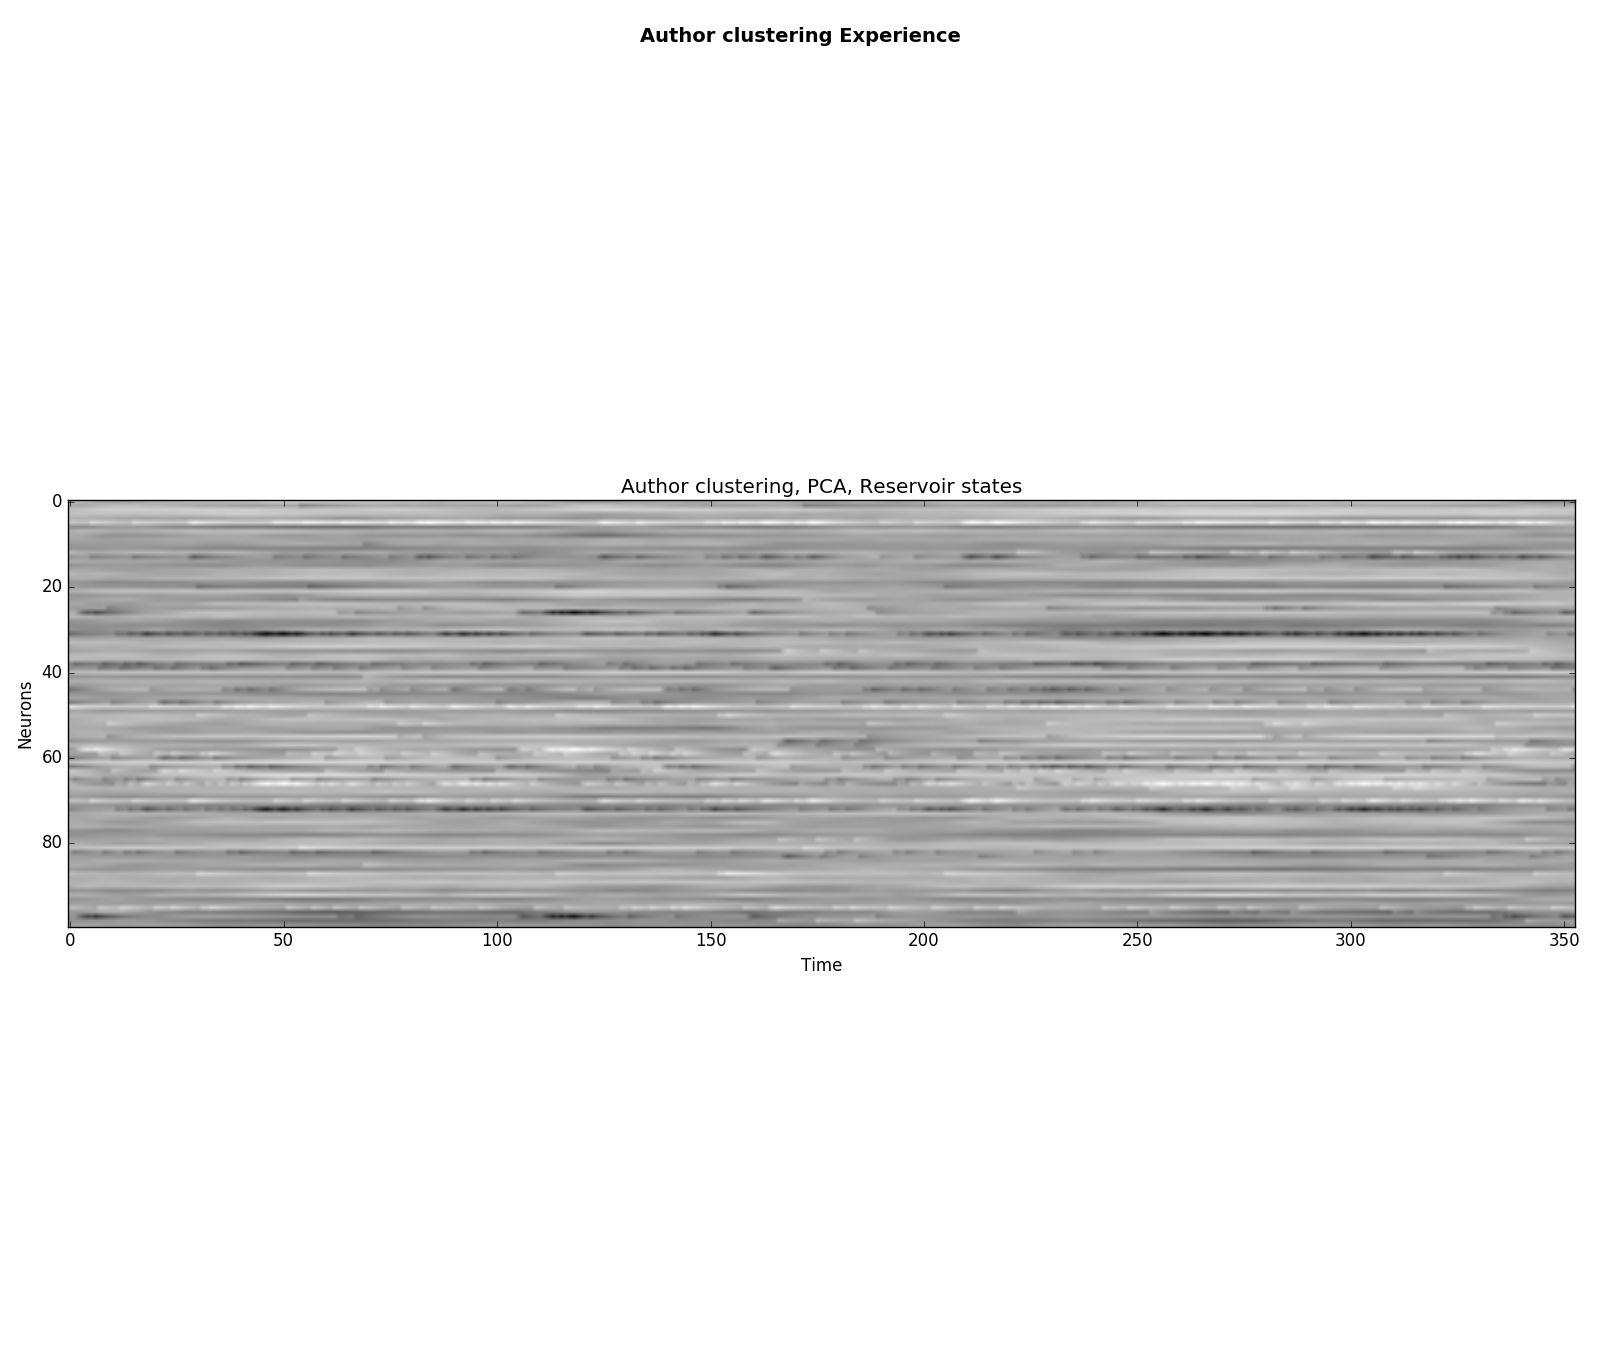 Author clustering Experience
Author clustering, PCA, Reservoir states
0
20
40
60
80
Neurons
0 50 100 150 200 250 300 350
Time